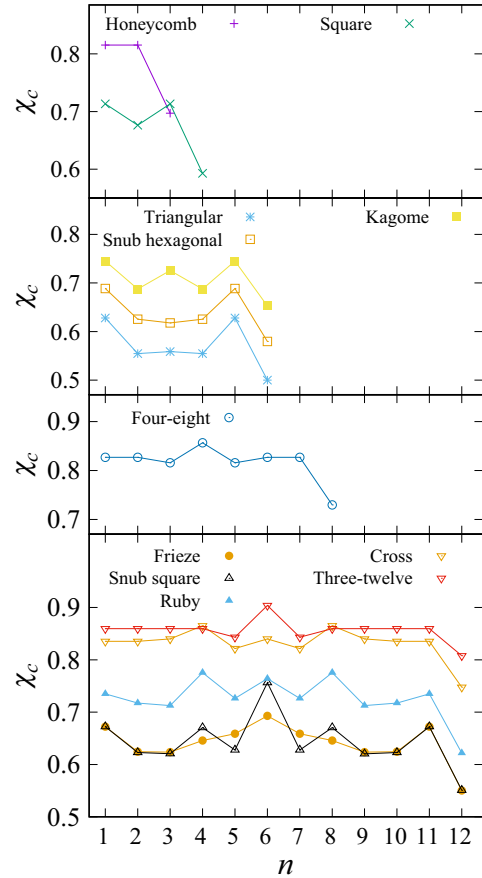 Honeycomb Square
0.8
0.7
0.6
χc
Triangular Kagome
Snub hexagonal
0.8
0.7
0.6
0.5
χc
Four-eight
0.9
0.8
0.7
χc
Frieze Cross
Snub square Three-twelve
Ruby
0.9
0.8
0.7
0.6
0.5
χc
1 2 3 4 5 6 7 8 9 10 11 12
n